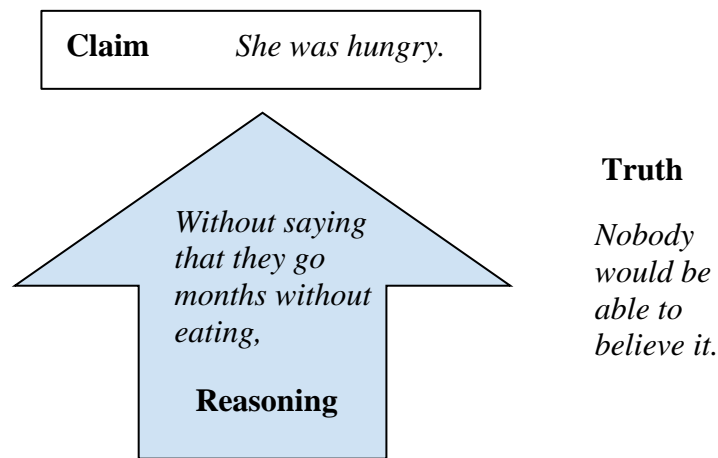 Claim She was hungry.
Truth
Without saying
that they go
months without
eating,
Reasoning
Nobody
would be
able to
believe it.